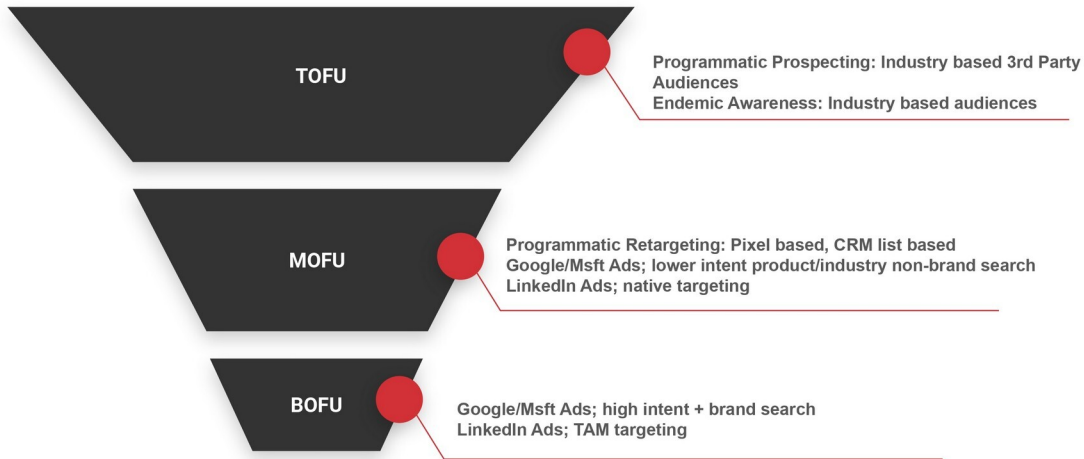 TOFU
Programmatic Prospecting: Industry based 3rd Party
Audiences
Endemic Awareness: Industry based audiences
MOFU
Programmatic Retargeting: Pixel based, CRM list based
Google/Msft Ads; lower intent product/industry non-brand search
LinkedIn Ads; native targeting
BOFU
Google/Msft Ads; high intent + brand search
LinkedIn Ads; TAM targeting